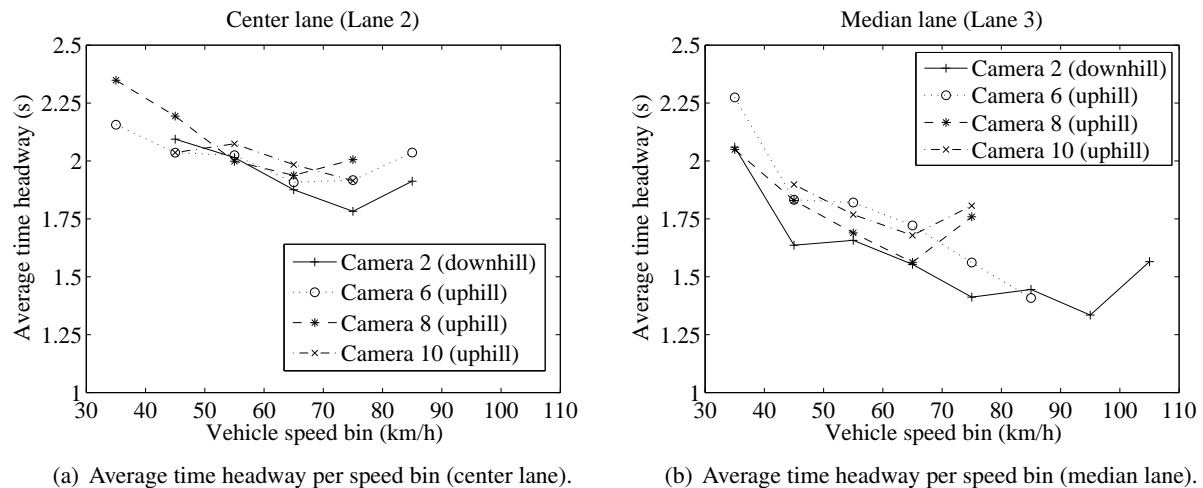 Center lane (Lane 2)
Average time headway (s)
2.5
2.25
2
1.75
1.5
1.25
1
Camera 2 (downhill)
Camera 6 (uphill)
Camera 8 (uphill)
Camera 10 (uphill)
30 40 50 60 70 80 90 100 110
Vehicle speed bin (km/h)
(a) Average time headway per speed bin (center lane).
Median lane (Lane 3)
Average time headway (s)
2.5
2.25
2
1.75
1.5
1.25
1
Camera 2 (downhill)
Camera 6 (uphill)
Camera 8 (uphill)
Camera 10 (uphill)
30 40 50 60 70 80 90 100 110
Vehicle speed bin (km/h)
(b) Average time headway per speed bin (median lane).